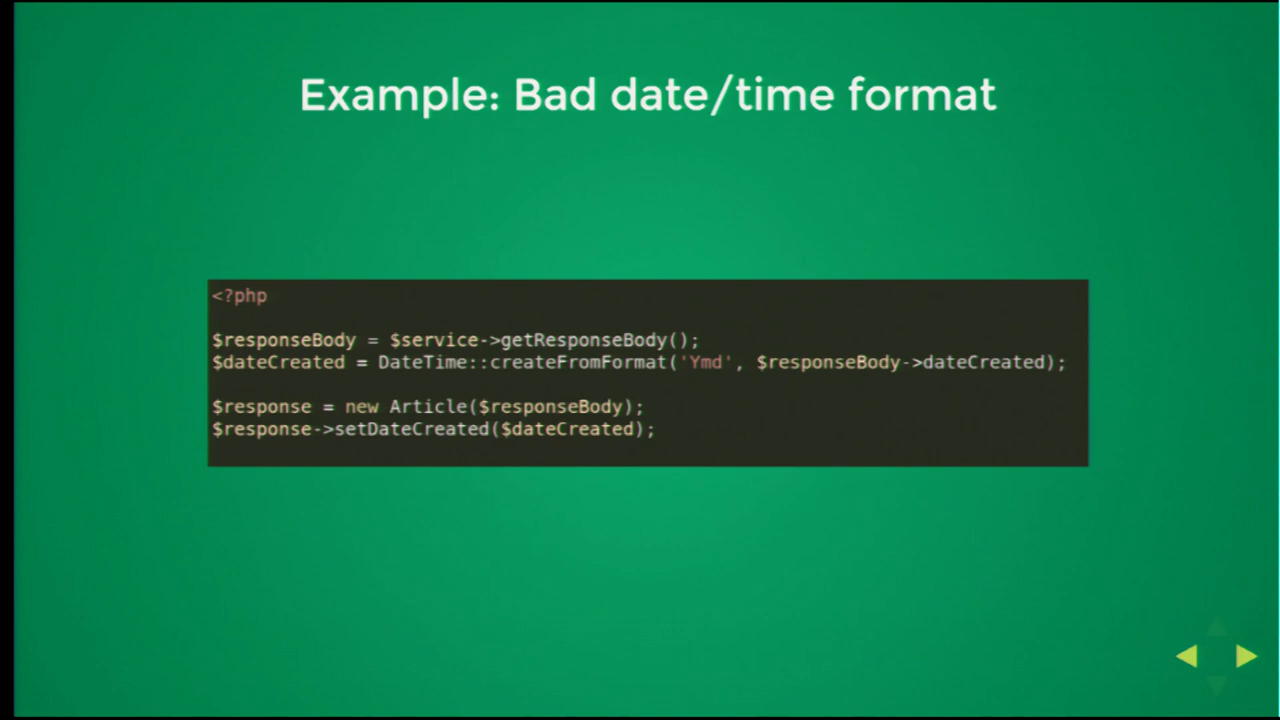 Example: Bad date/time format
<?php
$responseBody = $service->getResponseBody();
$dateCreated = DateTime::createFromFormat('Ymd', $responseBody->dateCreated);
$response = new Article($responseBody);
$response->setDateCreated($dateCreated);